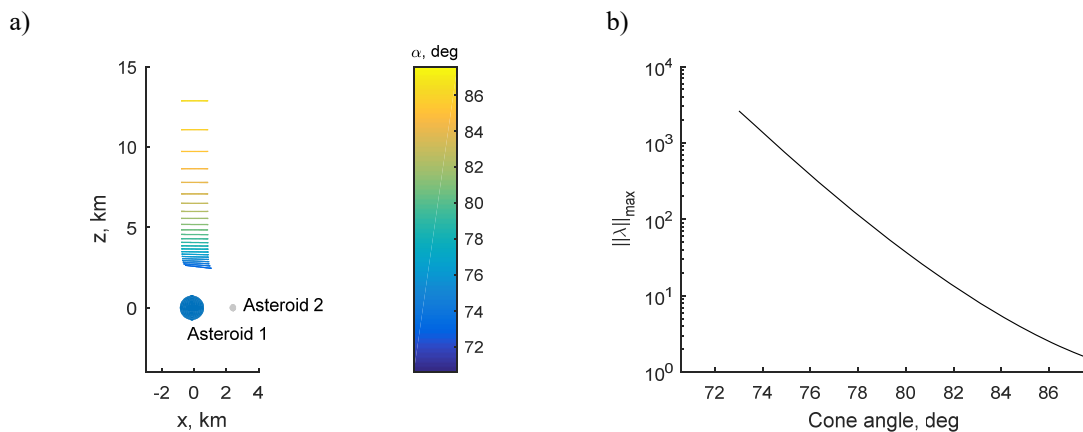 a)
b)
α, deg
15
10
5
0
z, km
-2 0 2 4
x, km
Asteroid 1
Asteroid 2
86
84
82
80
78
76
74
72
10^4
10^3
10^2
10^1
10^0
||λ||max
72 74 76 78 80 82 84 86
Cone angle, deg